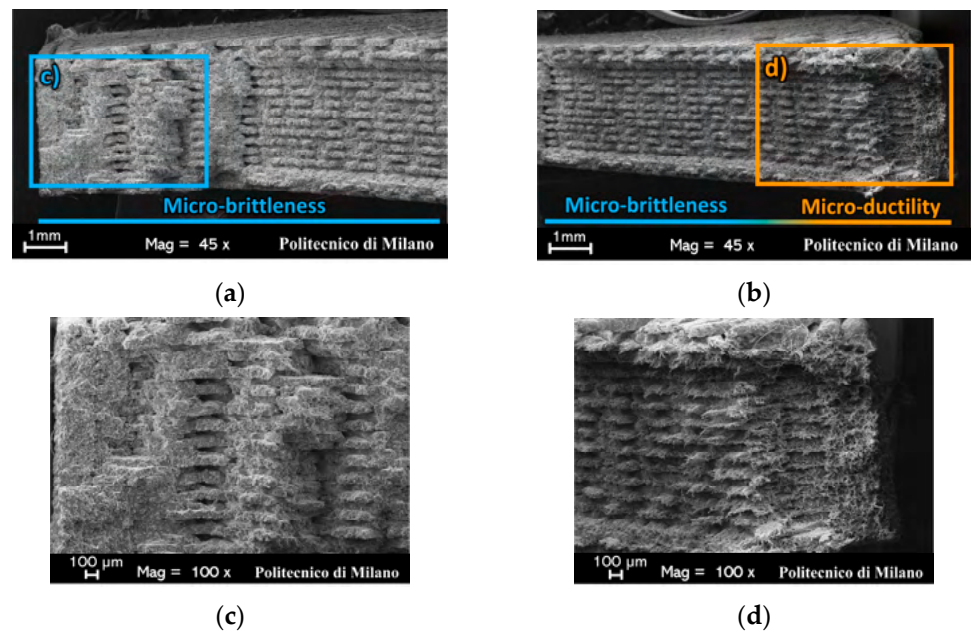 c)
Micro-brittleness
1mm
Mag = 45 x
Politecnico di Milano
(a)
d)
Micro-brittleness
Micro-ductility
1mm
Mag = 45 x
Politecnico di Milano
(b)
100 µm
Mag = 100 x
Politecnico di Milano
(c)
100 µm
Mag = 100 x
Politecnico di Milano
(d)